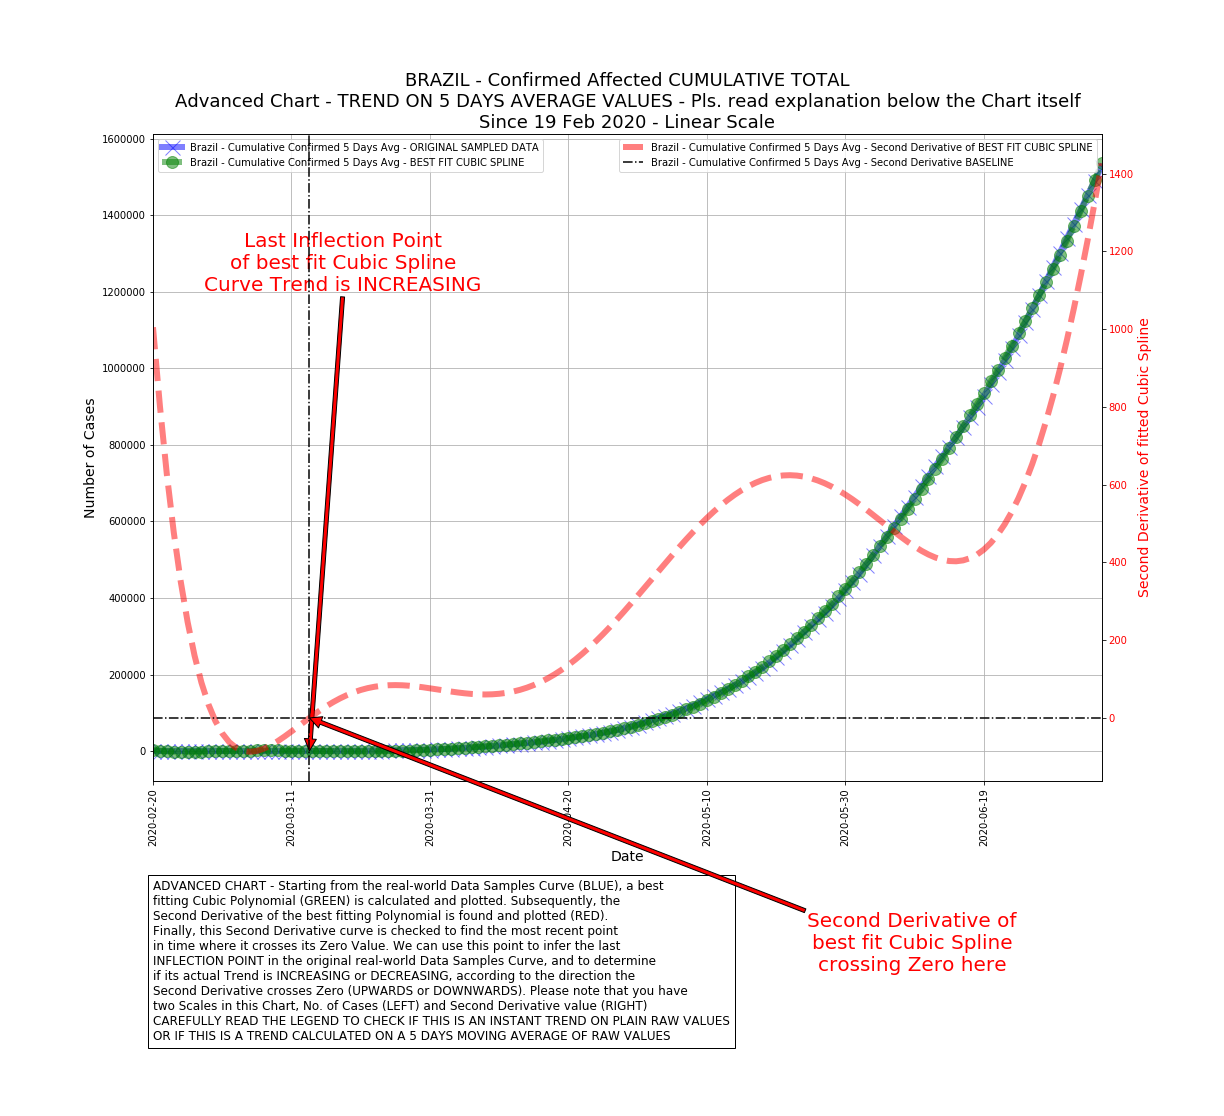 BRAZIL - Confirmed Affected CUMULATIVE TOTAL
Advanced Chart - TREND ON 5 DAYS AVERAGE VALUES - Pls. read explanation below the Chart itself
Since 19 Feb 2020 - Linear Scale
Brazil - Cumulative Confirmed 5 Days Avg - ORIGINAL SAMPLED DATA
Brazil - Cumulative Confirmed 5 Days Avg - BEST FIT CUBIC SPLINE
Brazil - Cumulative Confirmed 5 Days Avg - Second Derivative of BEST FIT CUBIC SPLINE
Brazil - Cumulative Confirmed 5 Days Avg - Second Derivative BASELINE
Last Inflection Point
of best fit Cubic Spline
Curve Trend is INCREASING
Number of Cases
1600000
1400000
1200000
1000000
800000
600000
400000
200000
0
1400
1200
1000
800
600
400
200
0
Second Derivative of fitted Cubic Spline
2020-02-20
2020-03-11
2020-03-31
2020-04-20
2020-05-10
2020-05-30
2020-06-19
Date
Second Derivative of
best fit Cubic Spline
crossing Zero here
ADVANCED CHART - Starting from the real-world Data Samples Curve (BLUE), a best
fitting Cubic Polynomial (GREEN) is calculated and plotted. Subsequently, the
Second Derivative of the best fitting Polynomial is found and plotted (RED).
Finally, this Second Derivative curve is checked to find the most recent point
in time where it crosses its Zero Value. We can use this point to infer the last
INFLECTION POINT in the original real-world Data Samples Curve, and to determine
if its actual Trend is INCREASING or DECREASING, according to the direction the
Second Derivative crosses Zero (UPWARDS or DOWNWARDS). Please note that you have
two Scales in this Chart, No. of Cases (LEFT) and Second Derivative value (RIGHT)
CAREFULLY READ THE LEGEND TO CHECK IF THIS IS AN INSTANT TREND ON PLAIN RAW VALUES
OR IF THIS IS A TREND CALCULATED ON A 5 DAYS MOVING AVERAGE OF RAW VALUES